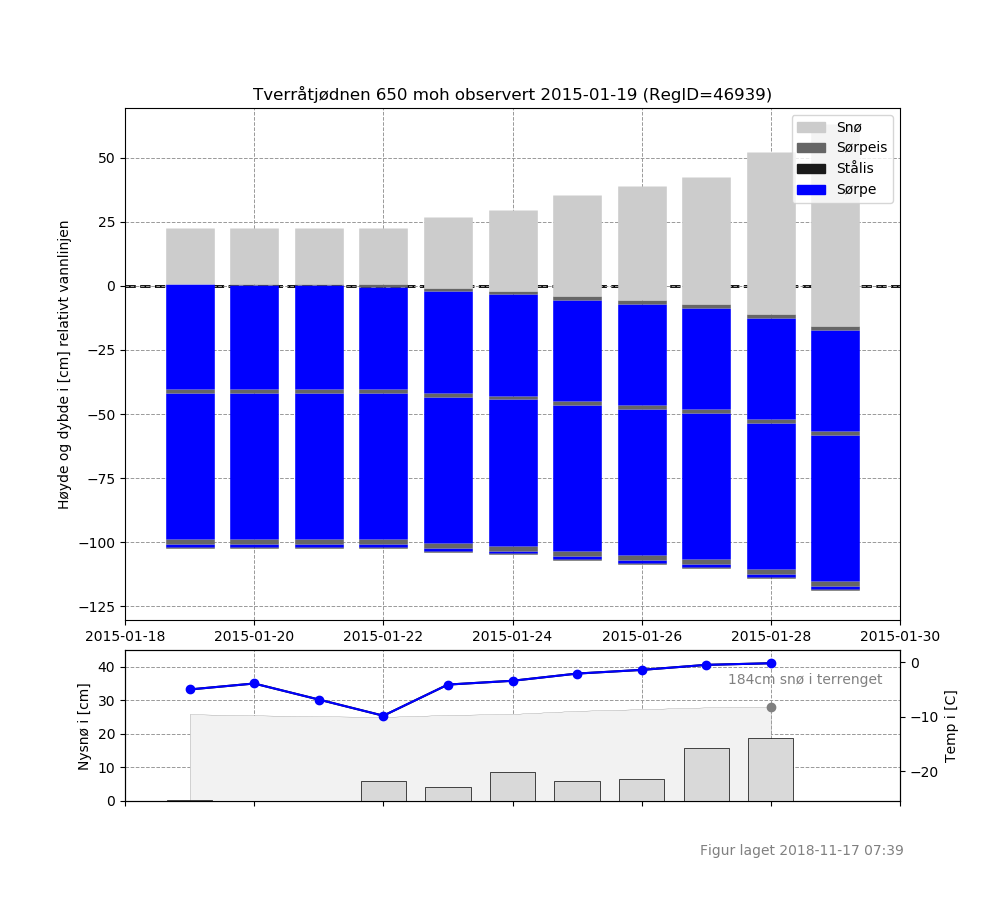 Tverråtjødnen 650 moh observert 2015-01-19 (RegID=46939)
Snø
Sørpeis
Stålis
Sørpe
Høyde og dybde i [cm] relativt vannlinjen
50
25
0
−25
−50
−75
−100
−125
2015-01-18 2015-01-20 2015-01-22 2015-01-24 2015-01-26 2015-01-28 2015-01-30
Nysnø i [cm]
40
30
20
10
0
184cm snø i terrenget
0
−10
−20
Temp i [C]
Figur laget 2018-11-17 07:39